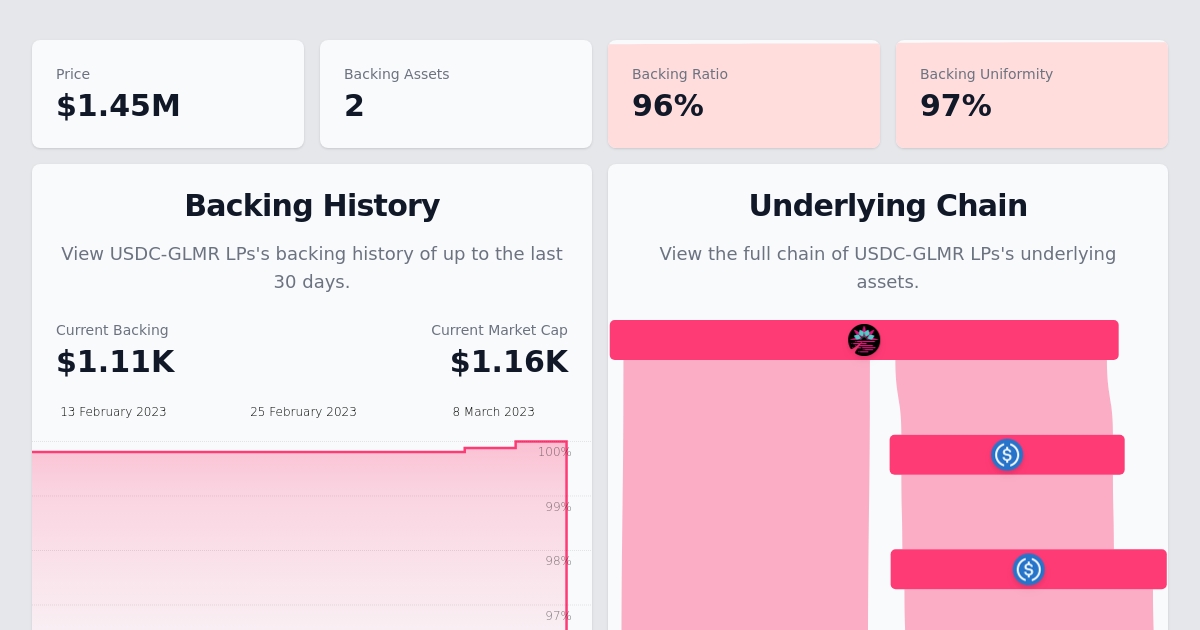 Price
$1.45M
Backing Assets
2
Backing Ratio
96%
Backing Uniformity
97%
Backing History
View USDC-GLMR LPs's backing history of up to the last
30 days.
Current Backing
$1.11K
Current Market Cap
$1.16K
13 February 2023
25 February 2023
8 March 2023
100%
99%
98%
97%
Underlying Chain
View the full chain of USDC-GLMR LPs's underlying
assets.